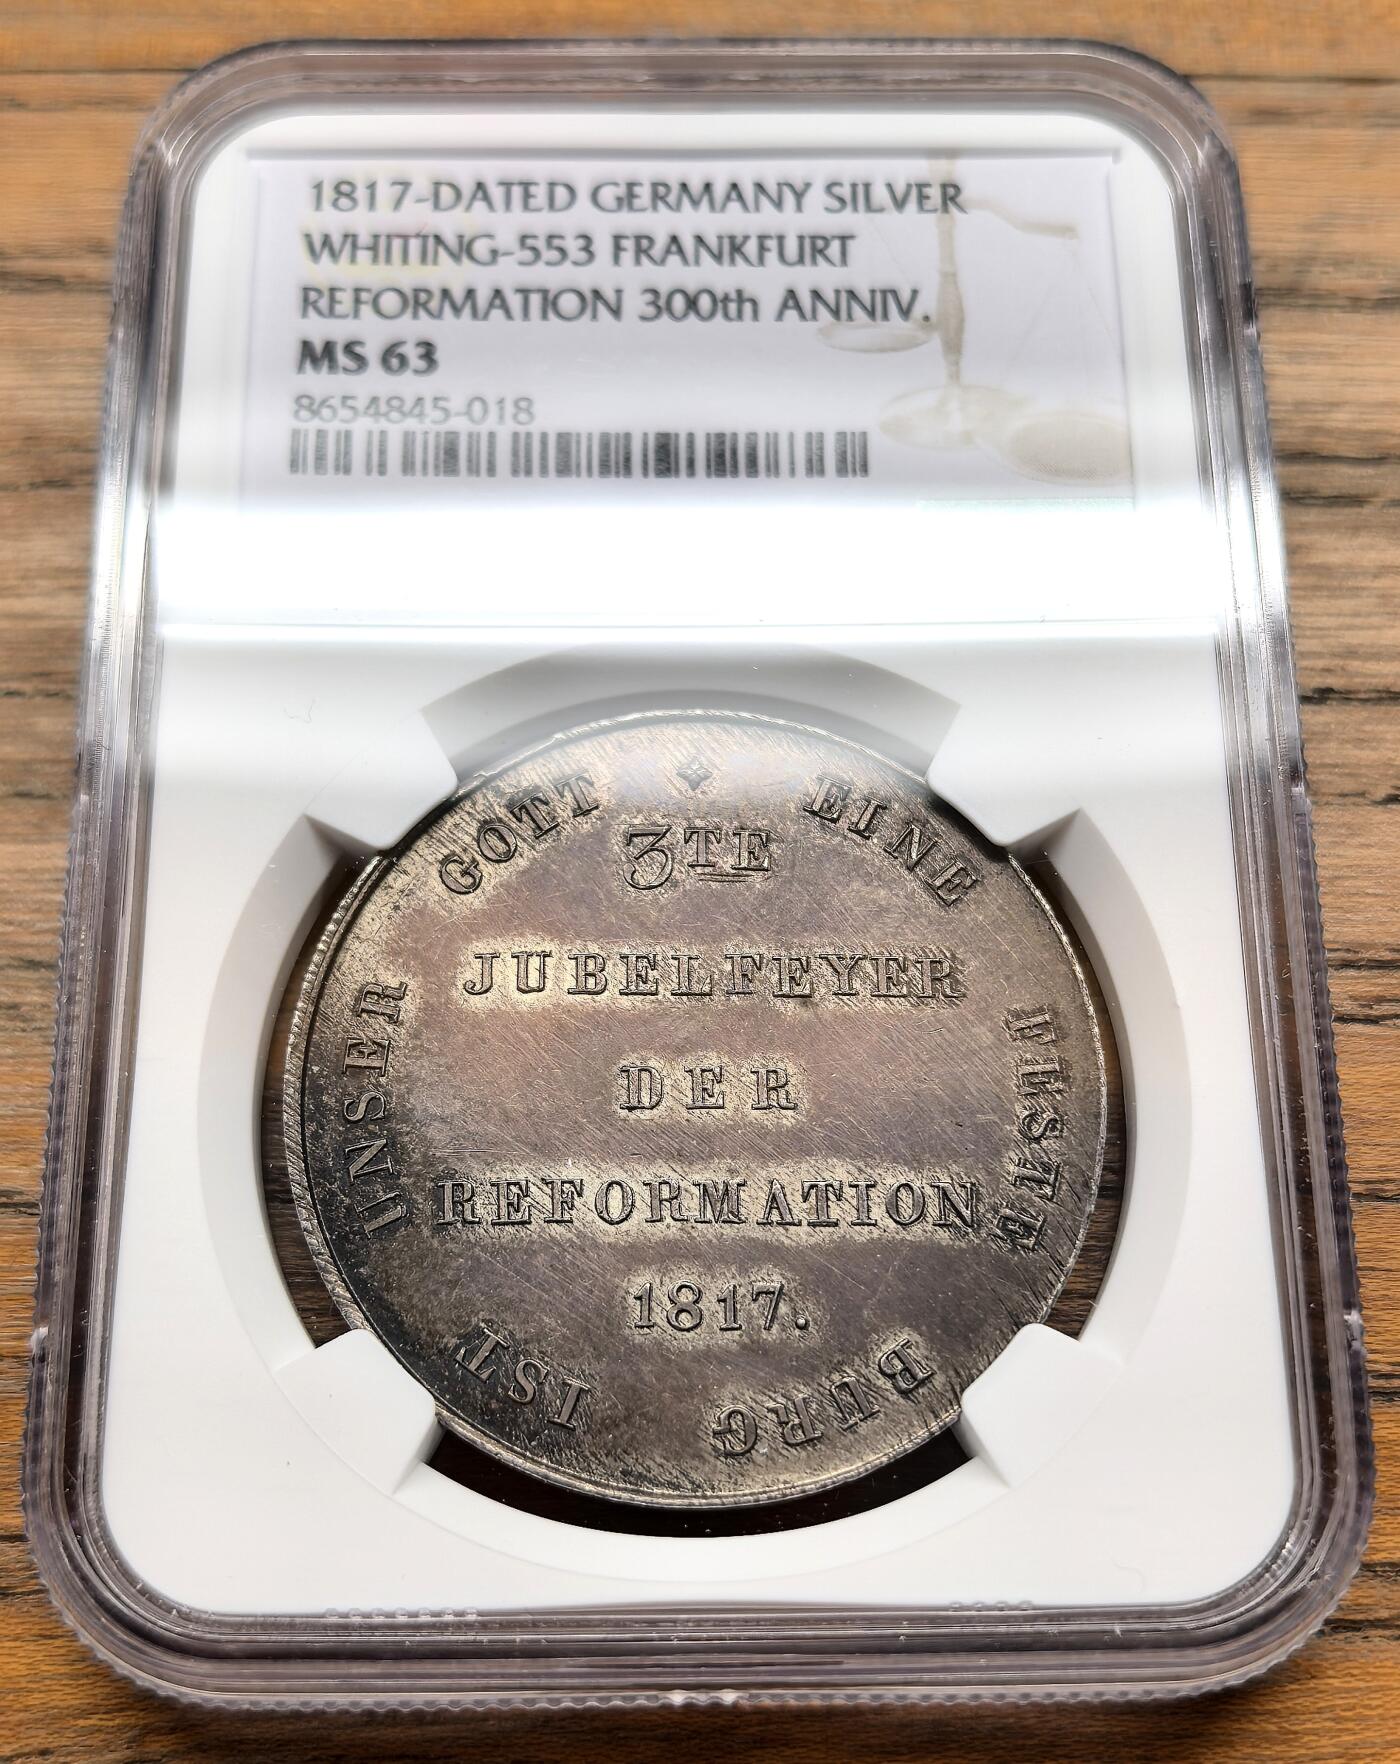 1817-DATED GERMANY SILVER
WHITING-553 FRANKFURT
REFORMATION 300th ANNIV.
MS 63
8654845-018
GOTT ✧ EINE FESTE BURG IST UNSER
3TE
JUBELFEYER
DER
REFORMATION
1817.